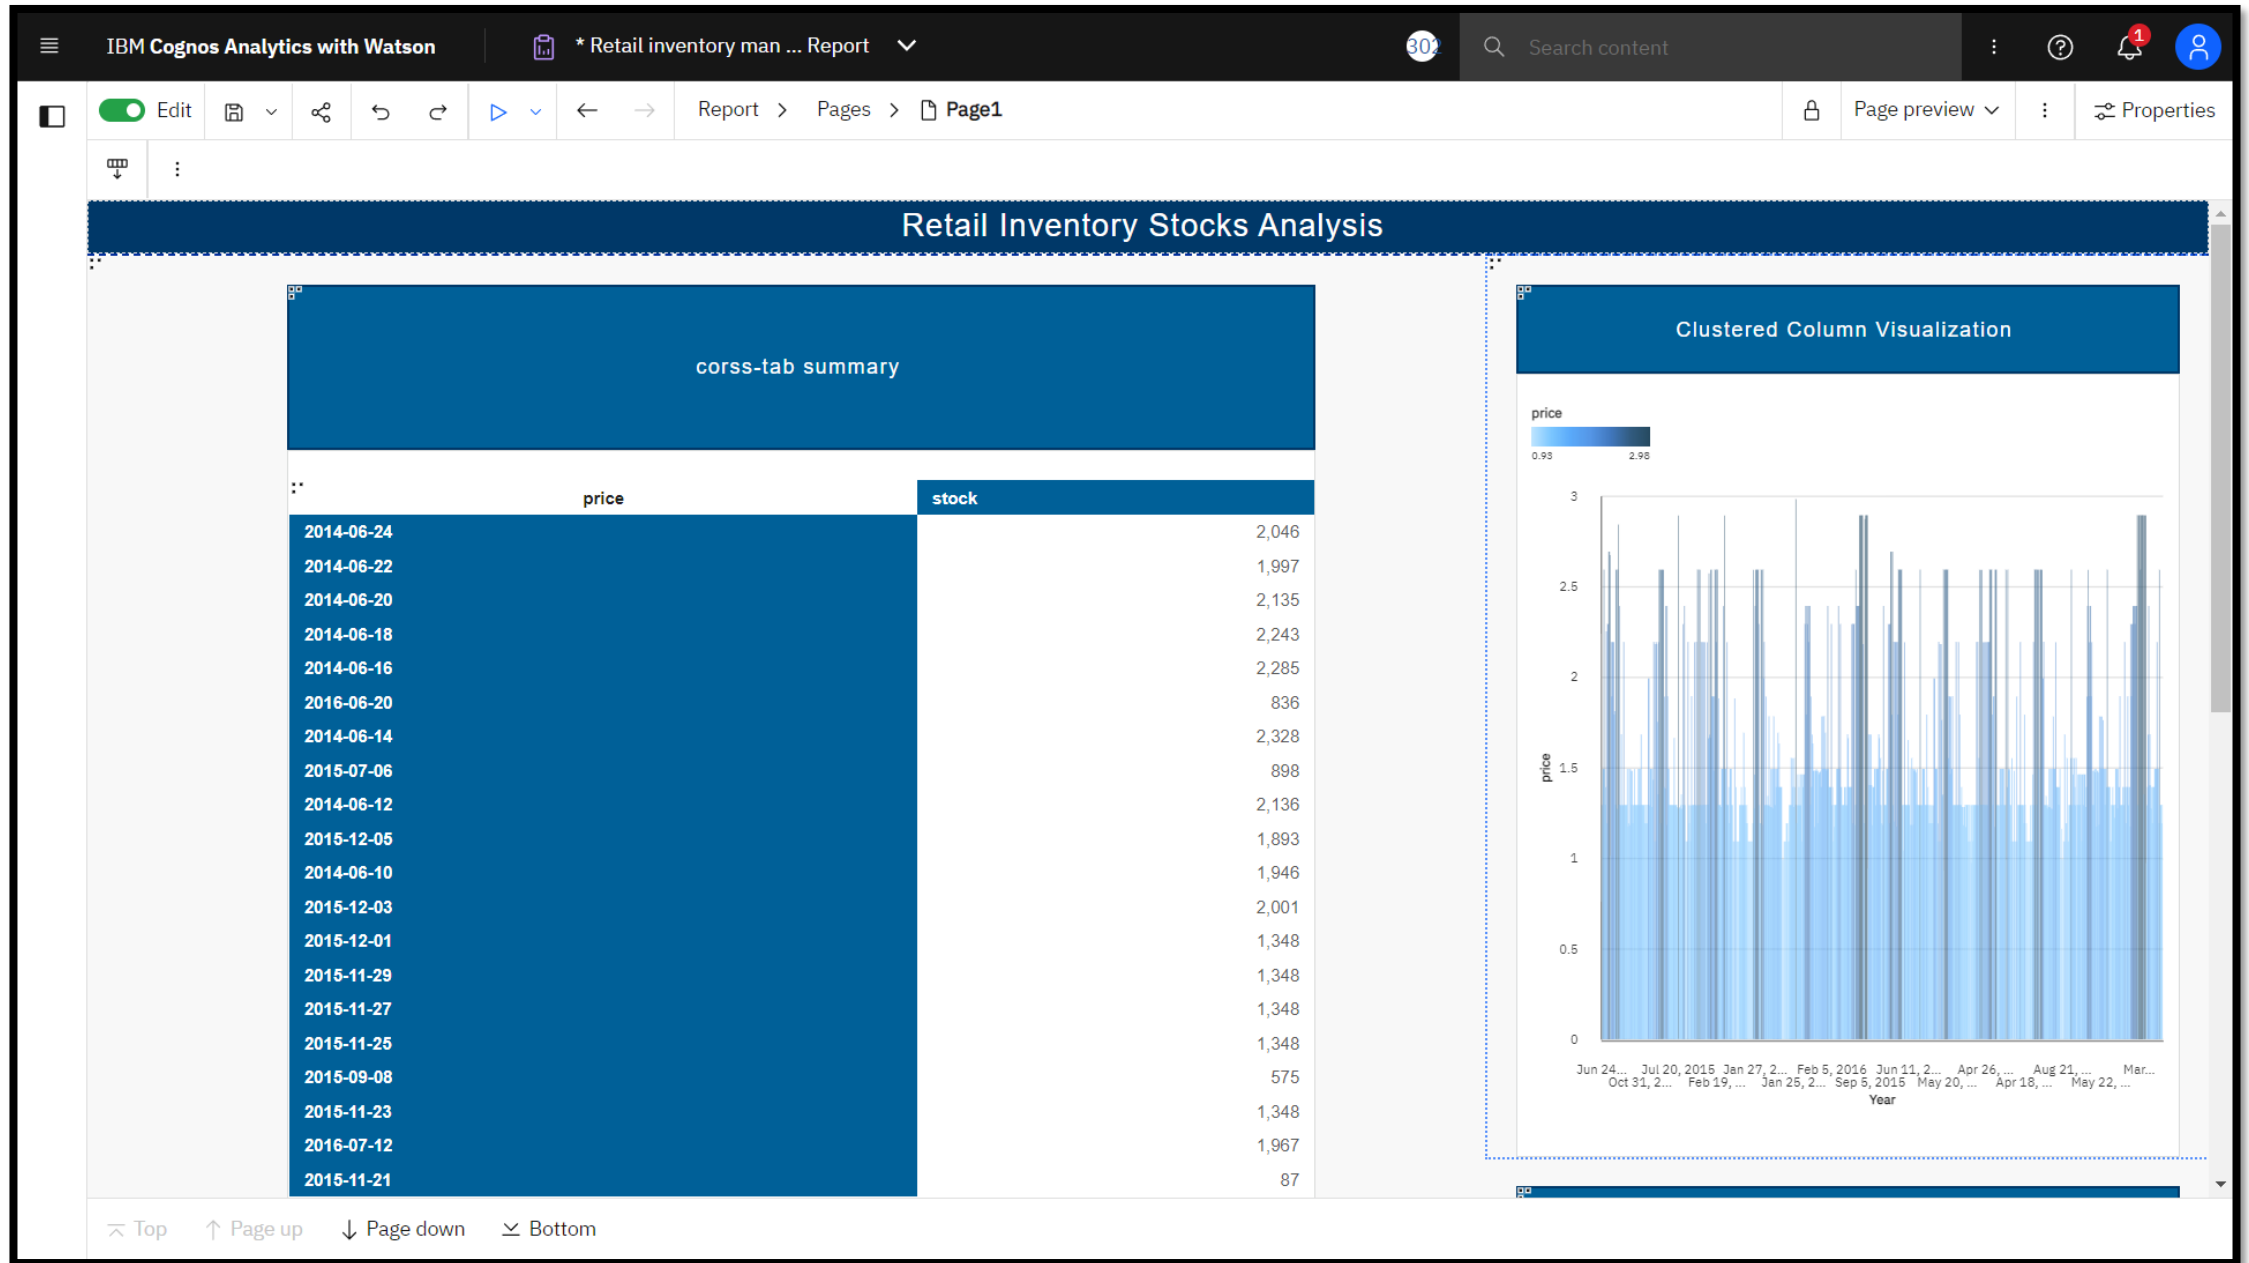 IBM Cognos Analytics with Watson
* Retail inventory man ... Report
302
Search content
1
Edit
Report > Pages > Page1
Page preview
Properties
Retail Inventory Stocks Analysis
corss-tab summary
price stock
2014-06-24 2,046
2014-06-22 1,997
2014-06-20 2,135
2014-06-18 2,243
2014-06-16 2,285
2016-06-20 836
2014-06-14 2,328
2015-07-06 898
2014-06-12 2,136
2015-12-05 1,893
2014-06-10 1,946
2015-12-03 2,001
2015-12-01 1,348
2015-11-29 1,348
2015-11-27 1,348
2015-11-25 1,348
2015-09-08 575
2015-11-23 1,348
2016-07-12 1,967
2015-11-21 87
Clustered Column Visualization
price
0.93 2.98
3
2.5
2
price
1.5
1
0.5
0
Jun 24... Jul 20, 2015 Jan 27, 2... Feb 5, 2016 Jun 11, 2... Apr 26, ... Aug 21, ... Mar...
Oct 31, 2... Feb 19, ... Jan 25, 2... Sep 5, 2015 May 20, ... Apr 18, ... May 22, ...
Year
Top Page up Page down Bottom